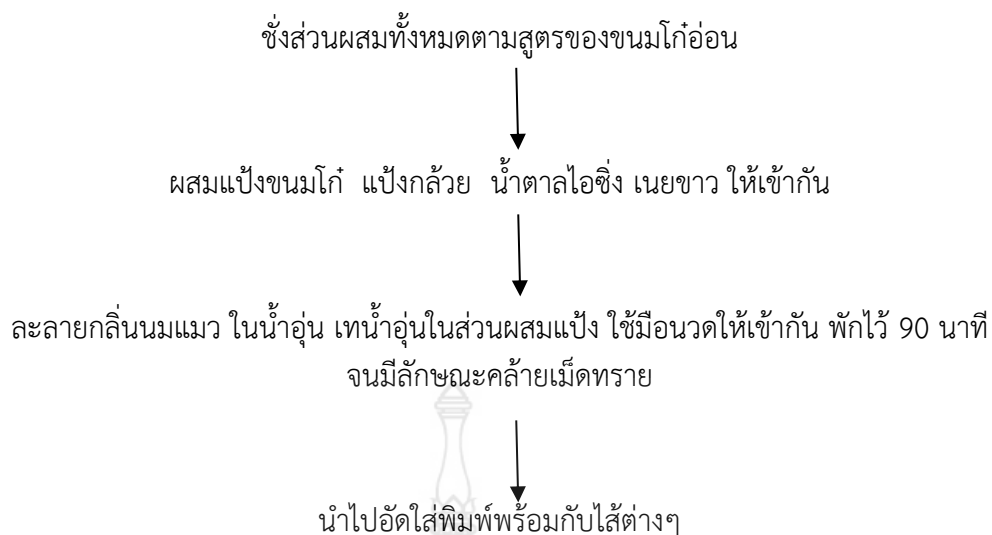 ชั่งส่วนผสมทั้งหมดตามสูตรของขนมโก๋อ่อน
ผสมแป้งขนมโก๋ แป้งกล้วย น้ำตาลไอซิ่ง เนยขาว ให้เข้ากัน
ละลายกลิ่นนมแมว ในน้ำอุ่น เทน้ำอุ่นในส่วนผสมแป้ง ใช้มือนวดให้เข้ากัน พักไว้ 90 นาที
จนมีลักษณะคล้ายเม็ดทราย
นำไปอัดใส่พิมพ์พร้อมกับไส้ต่างๆ